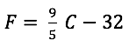 F = 9/5 C − 32